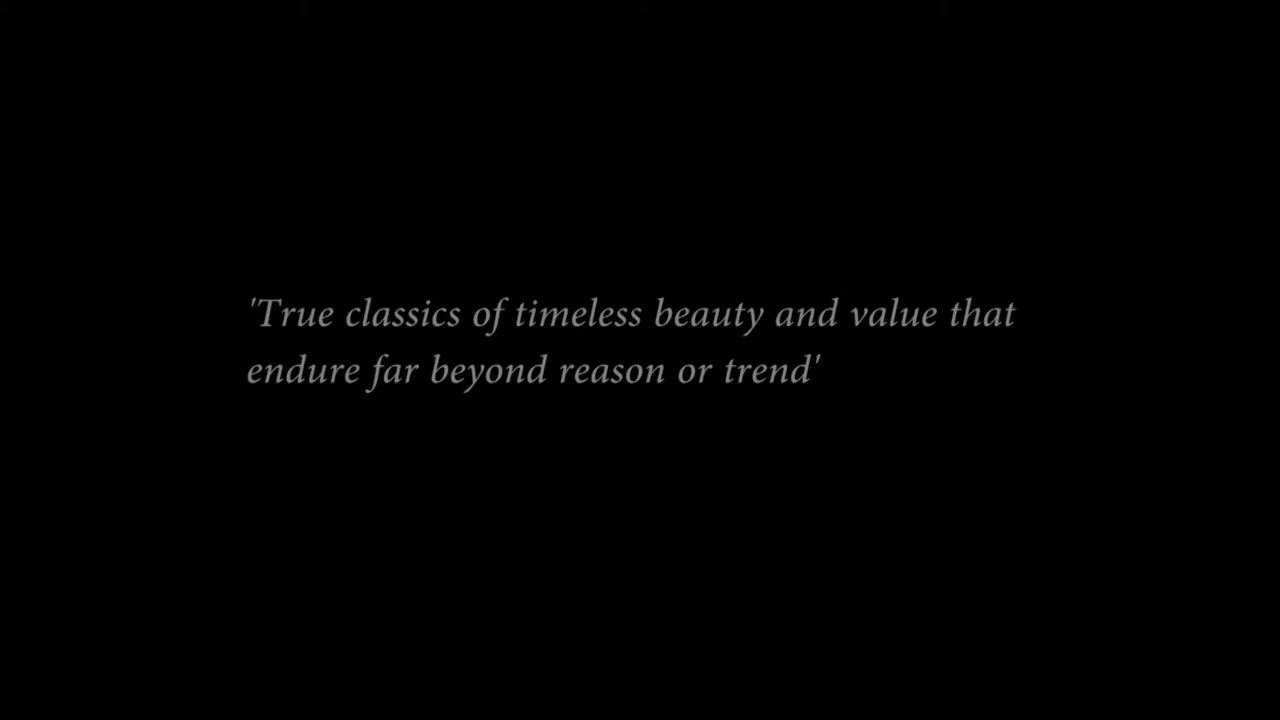 'True classics of timeless beauty and value that
endure far beyond reason or trend'